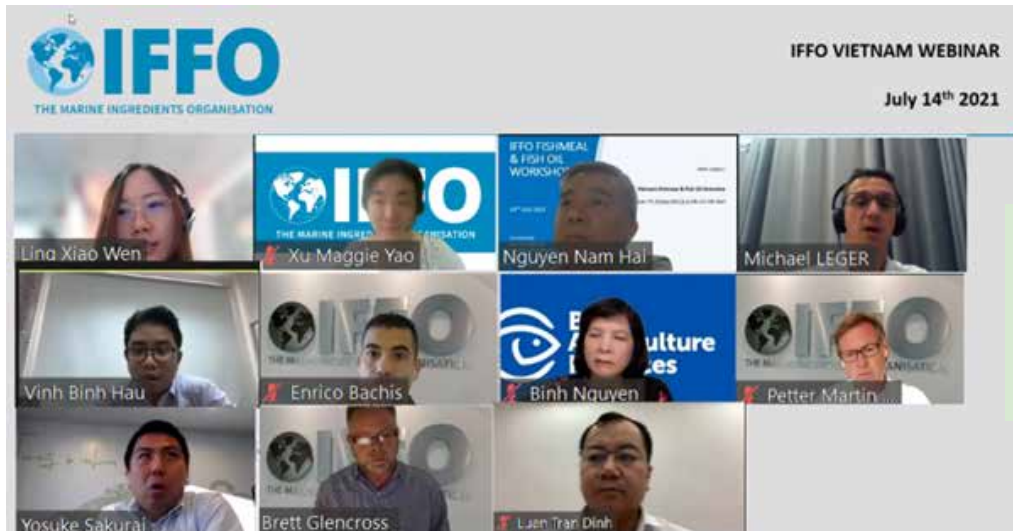 IFFO
THE MARINE INGREDIENTS ORGANISATION
IFFO VIETNAM WEBINAR
July 14th 2021
Ling Xiao Wen
IFFO
THE MARINE INGREDIENTS ORGANISATION
Xu Maggie Yao
IFFO FISHMEAL
& FISH OIL
WORKSHOP
Nguyen Nam Hai
Michael LEGER
Vinh Binh Hau
Enrico Bachis
Binh Nguyen
Petter Martin
Yosuke Sakurai
Brett Glencross
Luan Tran Dinh